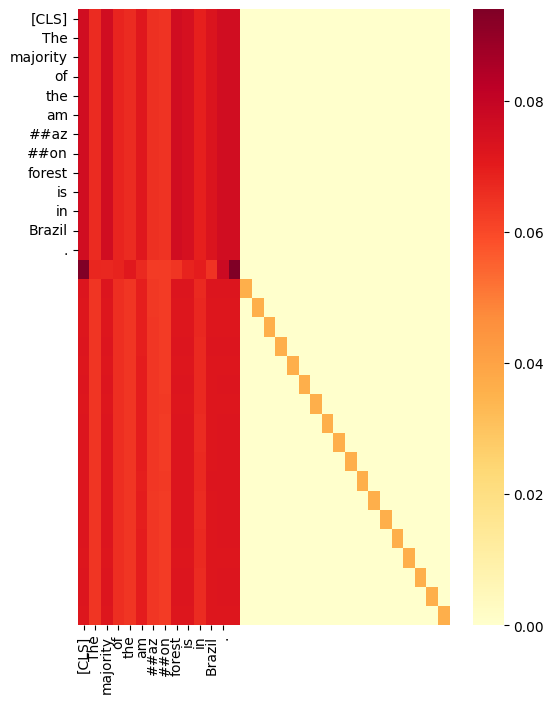 [CLS]
The
majority
of
the
am
##az
##on
forest
is
in
Brazil
.
0.08
0.06
0.04
0.02
0.00
[CLS]
The
majority
of
the
am
##az
##on
forest
is
in
Brazil
.